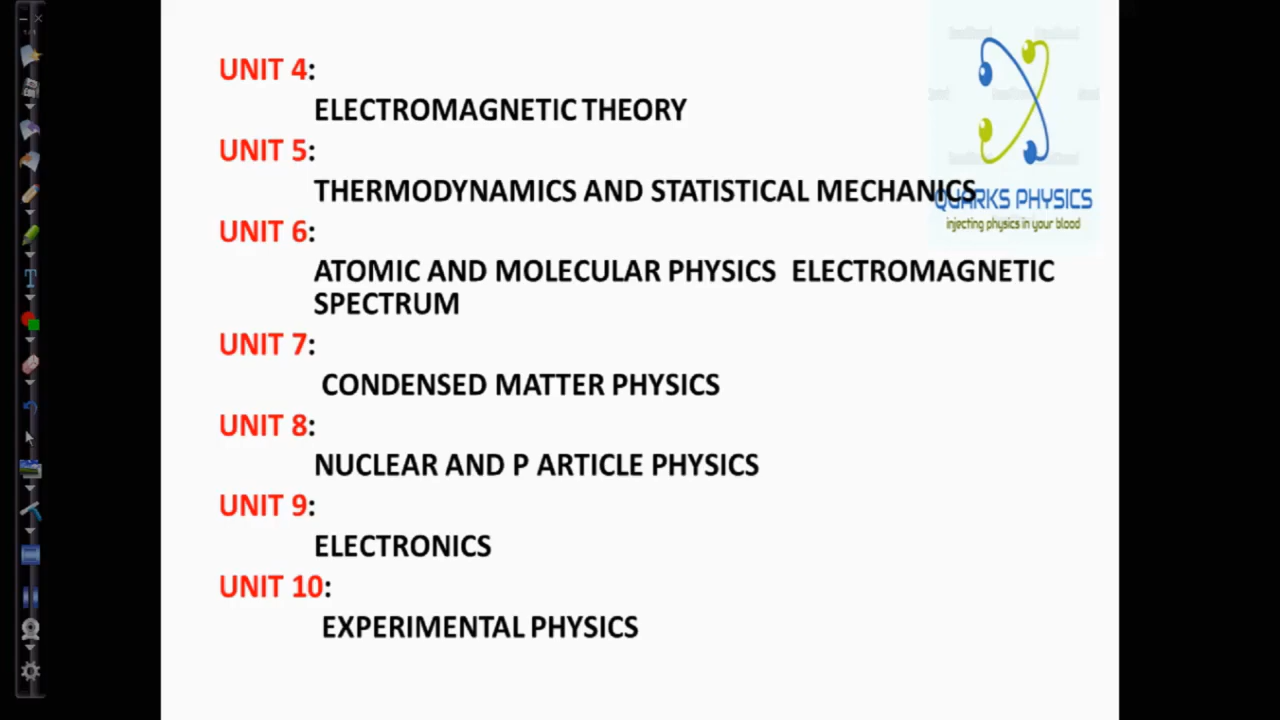 UNIT 4:
ELECTROMAGNETIC THEORY
UNIT 5:
THERMODYNAMICS AND STATISTICAL MECHANICS
QUARKS PHYSICS
injecting physics in your blood
UNIT 6:
ATOMIC AND MOLECULAR PHYSICS ELECTROMAGNETIC
SPECTRUM
UNIT 7:
CONDENSED MATTER PHYSICS
UNIT 8:
NUCLEAR AND P ARTICLE PHYSICS
UNIT 9:
ELECTRONICS
UNIT 10:
EXPERIMENTAL PHYSICS